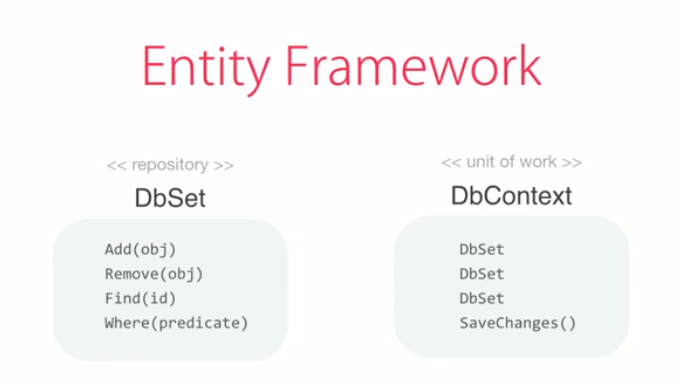 Entity Framework
<< repository >>
DbSet
Add(obj)
Remove(obj)
Find(id)
Where(predicate)
<< unit of work >>
DbContext
DbSet
DbSet
DbSet
SaveChanges()